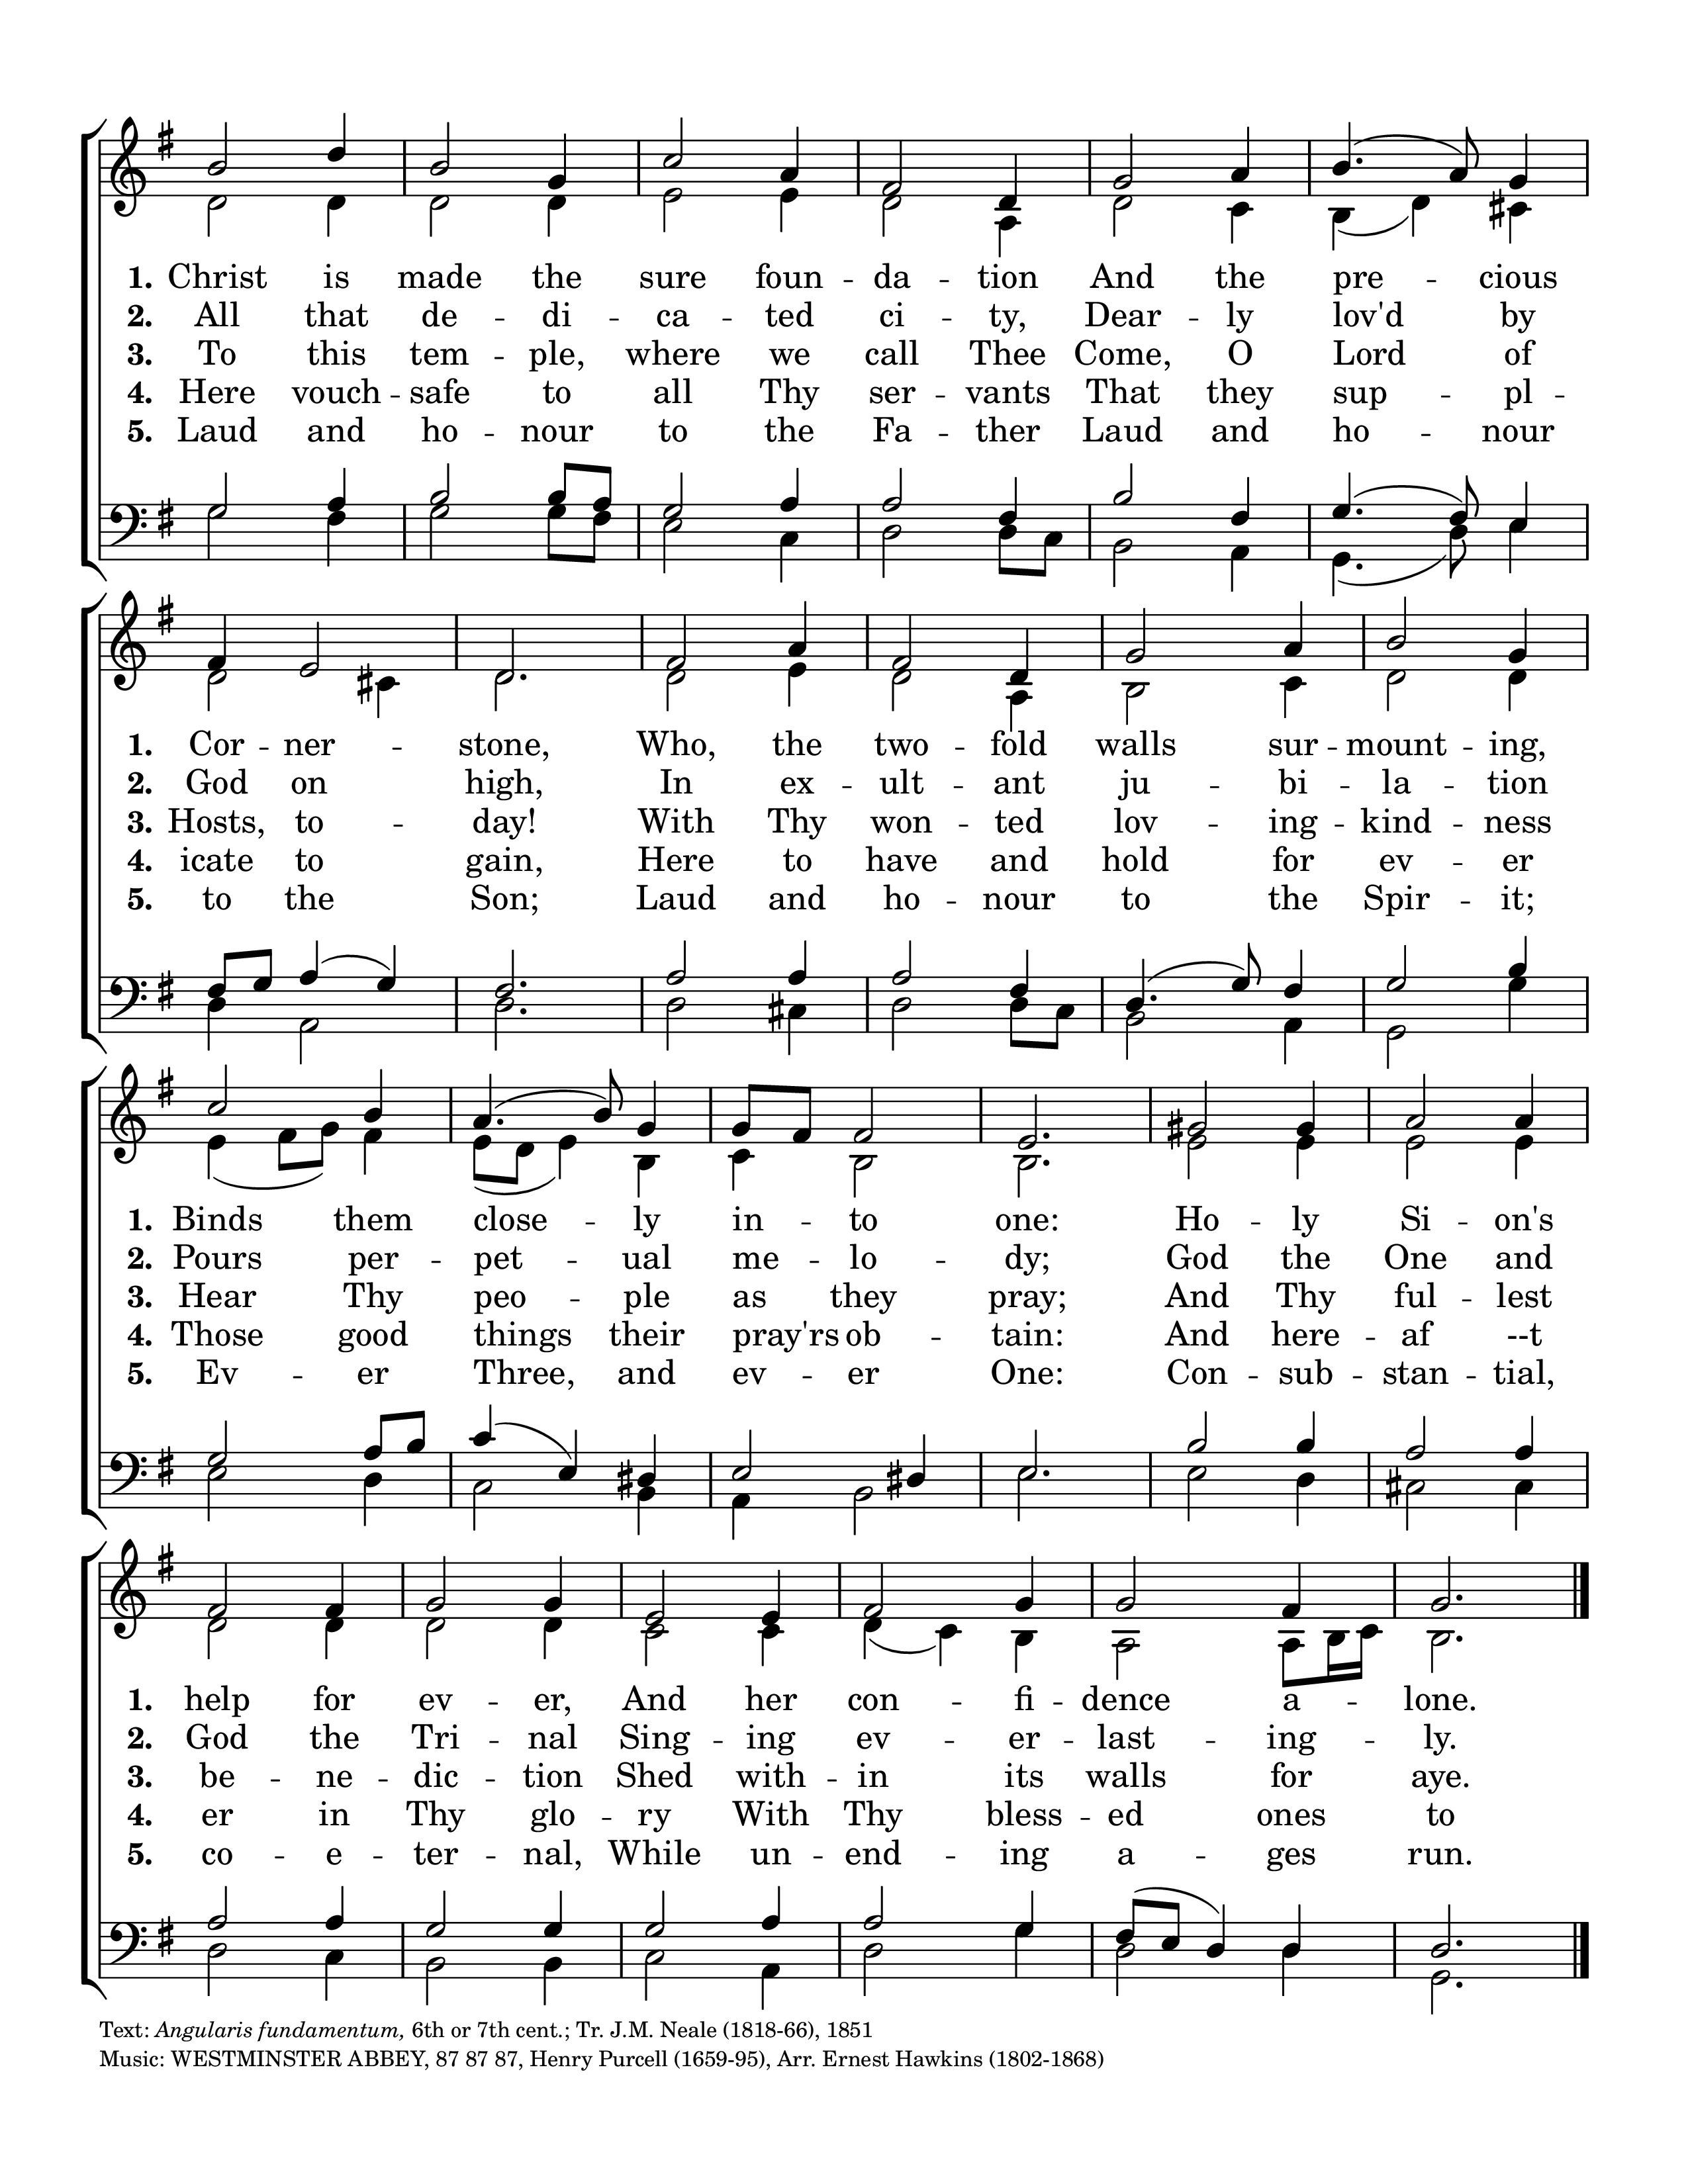 1. Christ is made the sure foun - da - tion And the pre - cious
2. All that de - di - ca - ted ci - ty, Dear - ly lov'd by
3. To this tem - ple, where we call Thee Come, O Lord of
4. Here vouch - safe to all Thy ser - vants That they sup - pl -
5. Laud and ho - nour to the Fa - ther Laud and ho - nour
1. Cor - ner - stone, Who, the two - fold walls sur - mount - ing,
2. God on high, In ex - ult - ant ju - bi - la - tion
3. Hosts, to - day! With Thy won - ted lov - ing - kind - ness
4. icate to gain, Here to have and hold for ev - er
5. to the Son; Laud and ho - nour to the Spir - it;
1. Binds them close - ly in - to one: Ho - ly Si - on's
2. Pours per - pet - ual me - lo - dy; God the One and
3. Hear Thy peo - ple as they pray; And Thy ful - lest
4. Those good things their pray'rs ob - tain: And here - af --t
5. Ev - er Three, and ev - er One: Con - sub - stan - tial,
1. help for ev - er, And her con - fi - dence a - lone.
2. God the Tri - nal Sing - ing ev - er - last - ing - ly.
3. be - ne - dic - tion Shed with - in its walls for aye.
4. er in Thy glo - ry With Thy bless - ed ones to
5. co - e - ter - nal, While un - end - ing a - ges run.
Text: Angularis fundamentum, 6th or 7th cent.; Tr. J.M. Neale (1818-66), 1851
Music: WESTMINSTER ABBEY, 87 87 87, Henry Purcell (1659-95), Arr. Ernest Hawkins (1802-1868)